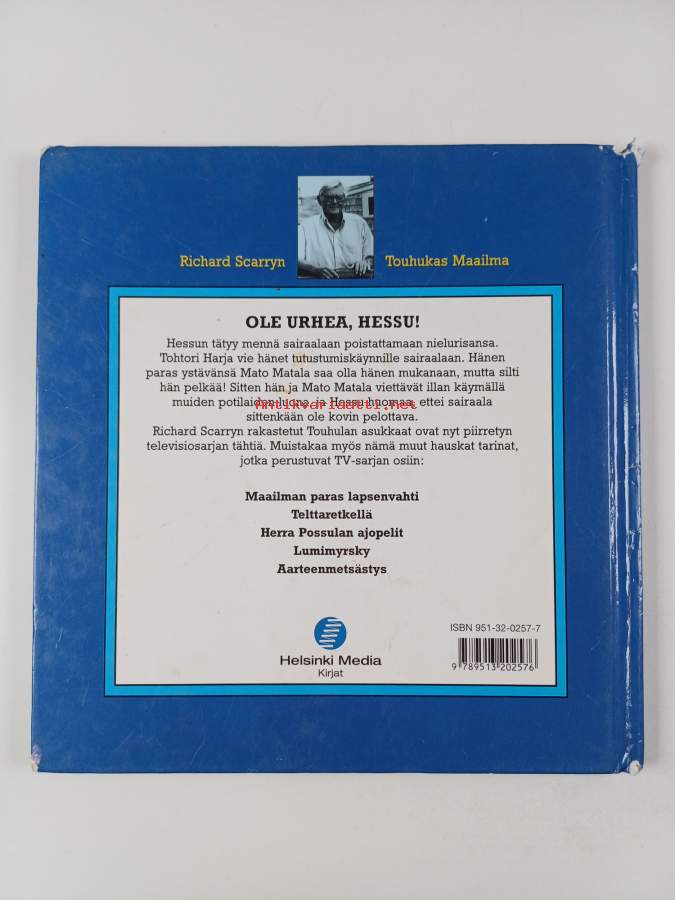 Richard Scarryn Touhukas Maailma
OLE URHEA, HESSU!
Hessun tätyy mennä sairaalaan poistattamaan nielurisansa.
Tohtori Harja vie hänet tutustumiskäynnille sairaalaan. Hänen
paras ystävänsä Mato Matala saa olla hänen mukanaan, mutta silti
hän pelkää! Sitten hän ja Mato Matala viettävät illan käymällä
muiden potilaiden luona, ja Hessu huomaa, ettei sairaala
Antikvariaatti.net
sittenkään ole kovin pelottava.
Richard Scarryn rakastetut Touhulan asukkaat ovat nyt piirretyn
televisiosarjan tähtiä. Muistakaa myös nämä muut hauskat tarinat,
jotka perustuvat TV-sarjan osiin:
Maailman paras lapsenvahti
Telttaretkellä
Herra Possulan ajopelit
Lumimyrsky
Aarteenmetsästys
Helsinki Media
Kirjat
ISBN 951-32-0257-7
9 789513 202576